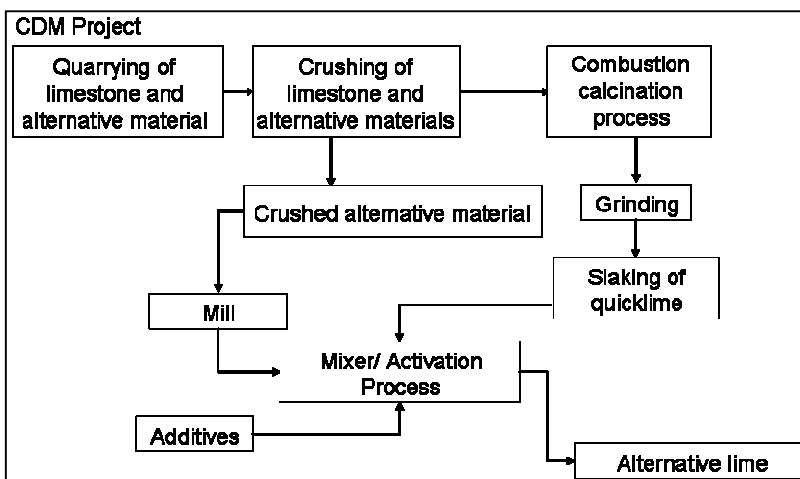 CDM Project
Quarrying of
limestone and
alternative material
Crushing of
limestone and
alternative materials
Combustion
calcination
process
Crushed alternative material
Grinding
Slaking of
quicklime
Mill
Mixer/ Activation
Process
Additives
Alternative lime